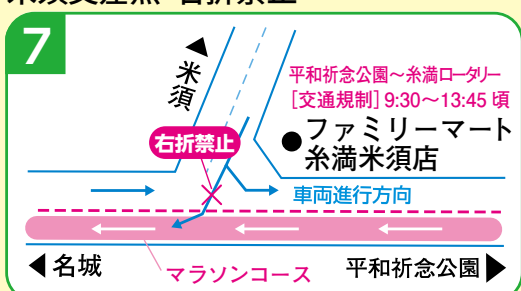 7
◀米須
平和祈念公園～糸満ロータリー
[交通規制] 9:30～13:45 頃
右折禁止
●ファミリーマート
糸満米須店
車両進行方向
◀名城
マラソンコース
平和祈念公園▶